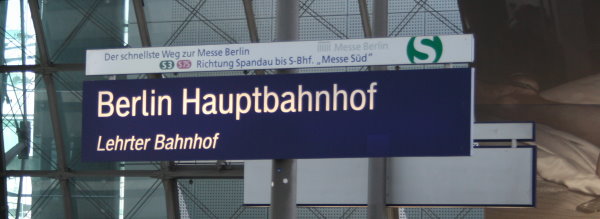 Der schnellste Weg zur Messe Berlin
Messe Berlin
S
S3 S75 Richtung Spandau bis S-Bhf. „Messe Süd”
Berlin Hauptbahnhof
Lehrter Bahnhof